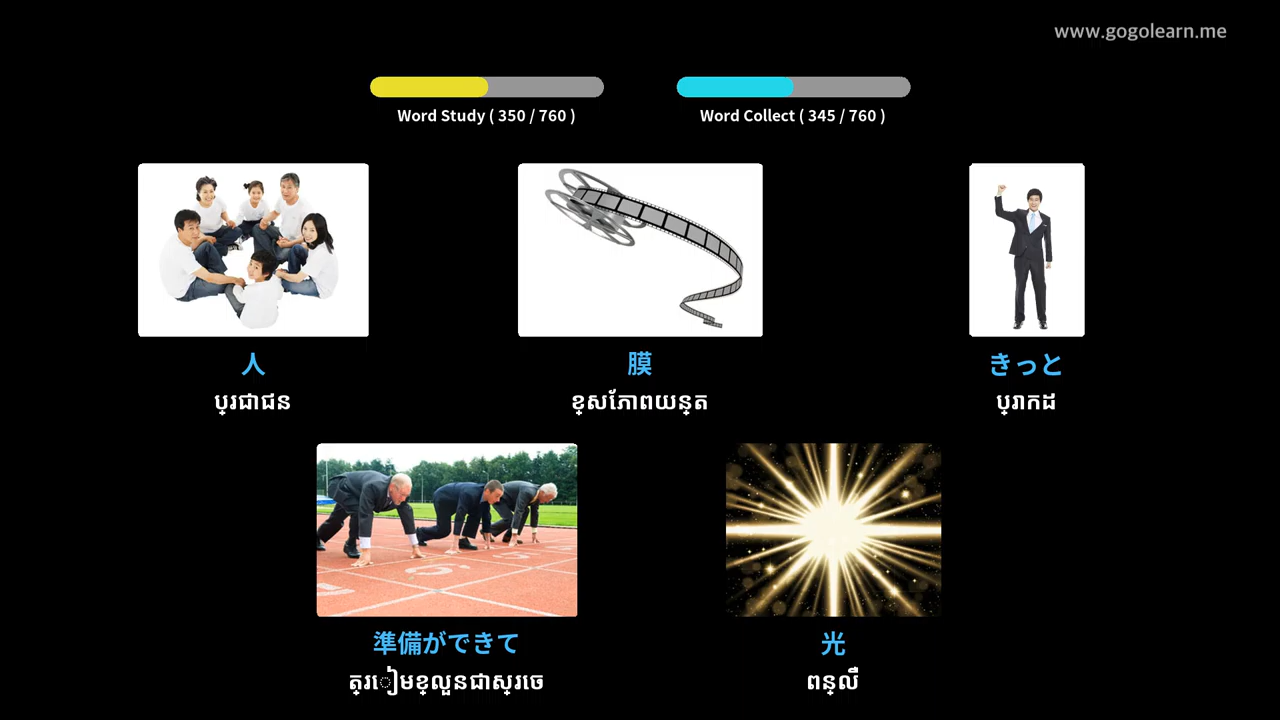 www.gogolearn.me
Word Study ( 350 / 760 )
Word Collect ( 345 / 760 )
人
膜
きっと
ប្រជាជន
ខ្សែភាពយន្ត
ប្រាកដ
準備ができて
光
ត្រៀមខ្លួនជាស្រេច
ពន្លឺ